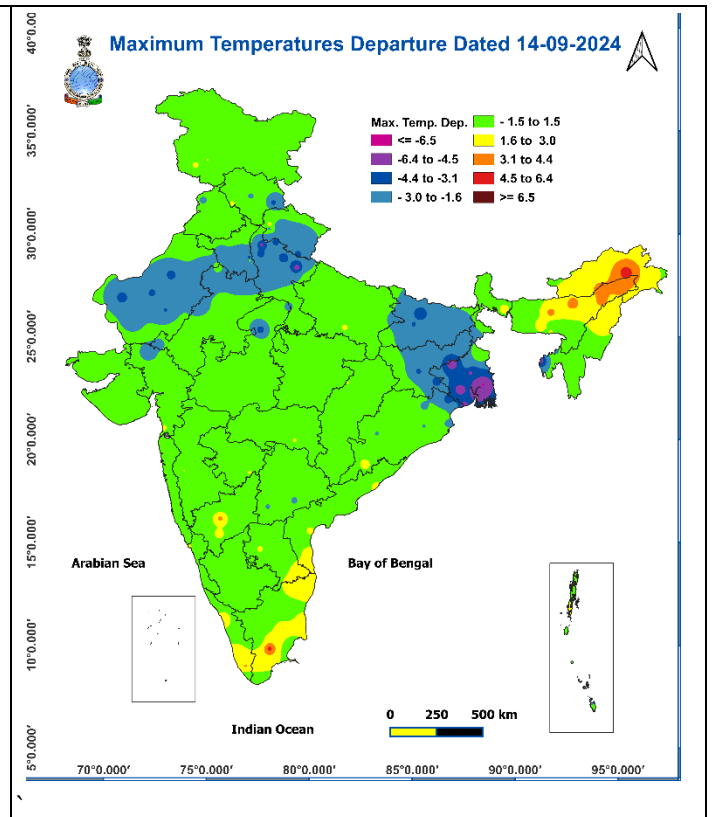 Maximum Temperatures Departure Dated 14-09-2024
Max. Temp. Dep.
<= -6.5
-6.4 to -4.5
-4.4 to -3.1
- 3.0 to -1.6
- 1.5 to 1.5
1.6 to 3.0
3.1 to 4.4
4.5 to 6.4
>= 6.5
40°0.000'
35°0.000'
30°0.000'
25°0.000'
20°0.000'
15°0.000'
10°0.000'
5°0.000'
Arabian Sea
Bay of Bengal
Indian Ocean
0 250 500 km
70°0.000' 75°0.000' 80°0.000' 85°0.000' 90°0.000' 95°0.000'
`